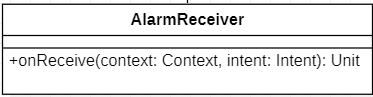 AlarmReceiver
+onReceive(context: Context, intent: Intent): Unit